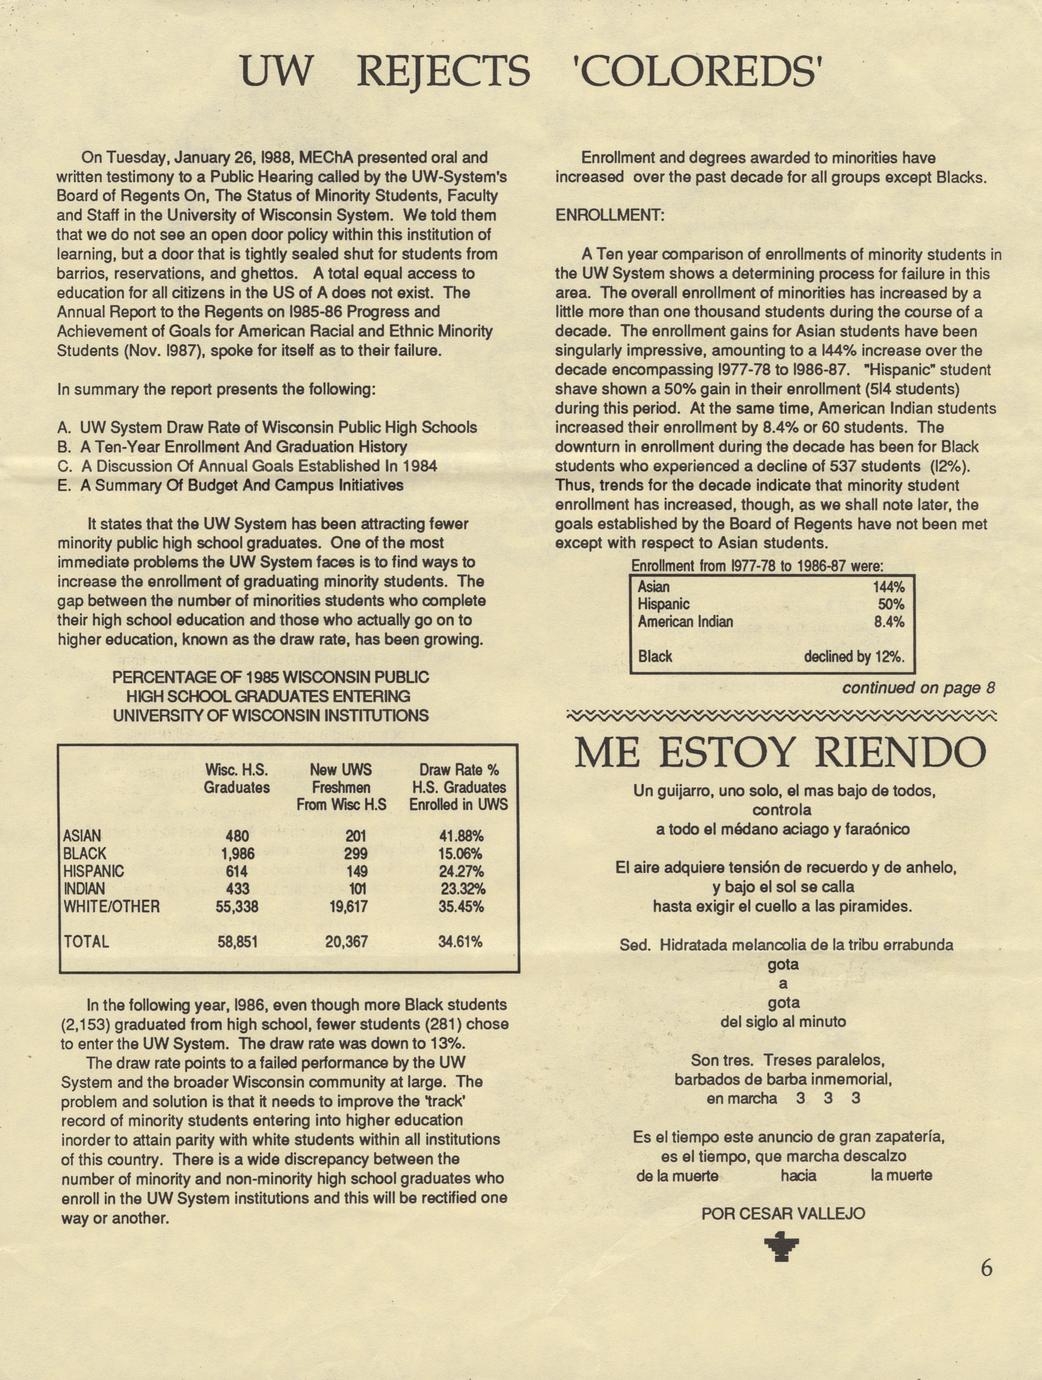 UW REJECTS 'COLOREDS'
On Tuesday, January 26, 1988, MEChA presented oral and
written testimony to a Public Hearing called by the UW-System's
Board of Regents On, The Status of Minority Students, Faculty
and Staff in the University of Wisconsin System. We told them
that we do not see an open door policy within this institution of
learning, but a door that is tightly sealed shut for students from
barrios, reservations, and ghettos. A total equal access to
education for all citizens in the US of A does not exist. The
Annual Report to the Regents on 1985-86 Progress and
Achievement of Goals for American Racial and Ethnic Minority
Students (Nov. 1987), spoke for itself as to their failure.
In summary the report presents the following:
A. UW System Draw Rate of Wisconsin Public High Schools
B. A Ten-Year Enrollment And Graduation History
C. A Discussion Of Annual Goals Established In 1984
E. A Summary Of Budget And Campus Initiatives
It states that the UW System has been attracting fewer
minority public high school graduates. One of the most
immediate problems the UW System faces is to find ways to
increase the enrollment of graduating minority students. The
gap between the number of minorities students who complete
their high school education and those who actually go on to
higher education, known as the draw rate, has been growing.
PERCENTAGE OF 1985 WISCONSIN PUBLIC
HIGH SCHOOL GRADUATES ENTERING
UNIVERSITY OF WISCONSIN INSTITUTIONS
Wisc. H.S. New UWS Draw Rate %
Graduates Freshmen H.S. Graduates
From Wisc H.S Enrolled in UWS
ASIAN 480 201 41.88%
BLACK 1,986 299 15.06%
HISPANIC 614 149 24.27%
INDIAN 433 101 23.32%
WHITE/OTHER 55,338 19,617 35.45%
TOTAL 58,851 20,367 34.61%
In the following year, 1986, even though more Black students
(2,153) graduated from high school, fewer students (281) chose
to enter the UW System. The draw rate was down to 13%.
The draw rate points to a failed performance by the UW
System and the broader Wisconsin community at large. The
problem and solution is that it needs to improve the 'track'
record of minority students entering into higher education
inorder to attain parity with white students within all institutions
of this country. There is a wide discrepancy between the
number of minority and non-minority high school graduates who
enroll in the UW System institutions and this will be rectified one
way or another.
Enrollment and degrees awarded to minorities have
increased over the past decade for all groups except Blacks.
ENROLLMENT:
A Ten year comparison of enrollments of minority students in
the UW System shows a determining process for failure in this
area. The overall enrollment of minorities has increased by a
little more than one thousand students during the course of a
decade. The enrollment gains for Asian students have been
singularly impressive, amounting to a 144% increase over the
decade encompassing 1977-78 to 1986-87. "Hispanic" student
shave shown a 50% gain in their enrollment (514 students)
during this period. At the same time, American Indian students
increased their enrollment by 8.4% or 60 students. The
downturn in enrollment during the decade has been for Black
students who experienced a decline of 537 students (12%).
Thus, trends for the decade indicate that minority student
enrollment has increased, though, as we shall note later, the
goals established by the Board of Regents have not been met
except with respect to Asian students.
Enrollment from 1977-78 to 1986-87 were:
Asian 144%
Hispanic 50%
American Indian 8.4%
Black declined by 12%.
continued on page 8
ME ESTOY RIENDO
Un guijarro, uno solo, el mas bajo de todos,
controla
a todo el médano aciago y faraónico
El aire adquiere tensión de recuerdo y de anhelo,
y bajo el sol se calla
hasta exigir el cuello a las piramides.
Sed. Hidratada melancolia de la tribu errabunda
gota
a
gota
del siglo al minuto
Son tres. Treses paralelos,
barbados de barba inmemorial,
en marcha 3 3 3
Es el tiempo este anuncio de gran zapatería,
es el tiempo, que marcha descalzo
de la muerte hacia la muerte
POR CESAR VALLEJO
6